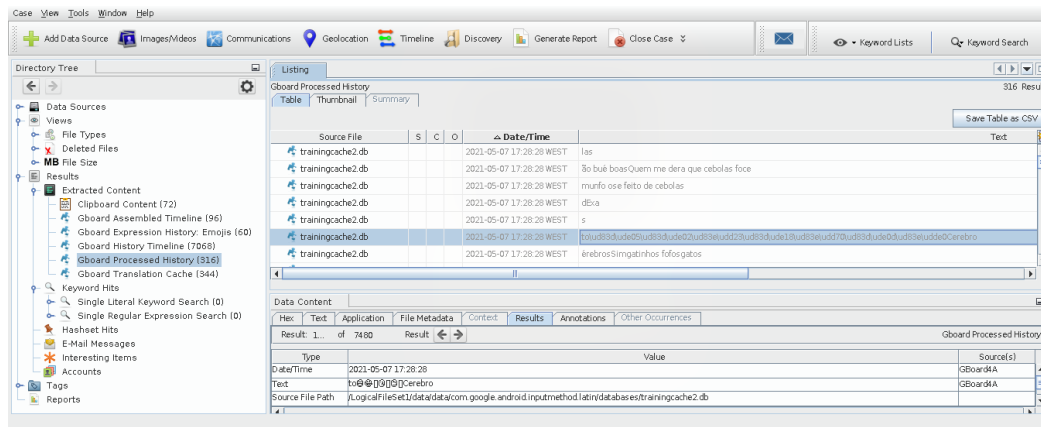 Case View Tools Window Help
Add Data Source Images/Videos Communications Geolocation Timeline Discovery Generate Report Close Case Keyword Lists Keyword Search
Directory Tree
Data Sources
Views
File Types
Deleted Files
MB File Size
Results
Extracted Content
Clipboard Content (72)
Gboard Assembled Timeline (96)
Gboard Expression History: Emojis (60)
Gboard History Timeline (7068)
Gboard Processed History (316)
Gboard Translation Cache (344)
Keyword Hits
Single Literal Keyword Search (0)
Single Regular Expression Search (0)
Hashset Hits
E-Mail Messages
Interesting Items
Accounts
Tags
Reports
Listing
Gboard Processed History 316 Resu
Table Thumbnail Summary
Save Table as CSV
Source File S C O Date/Time Text
trainingcache2.db 2021-05-07 17:28:28 WEST las
trainingcache2.db 2021-05-07 17:28:28 WEST ão buè boasQuem me dera que cebolas foce
trainingcache2.db 2021-05-07 17:28:28 WEST munfo ose feito de cebolas
trainingcache2.db 2021-05-07 17:28:28 WEST dExa
trainingcache2.db 2021-05-07 17:28:28 WEST s
trainingcache2.db 2021-05-07 17:28:28 WEST to\ud83d\ude05\ud83d\ude02\ud83e\udd23\ud83d\ude18\ud83e\udd70\ud83d\ude0d\ud83e\udde0Cerebro
trainingcache2.db 2021-05-07 17:28:28 WEST èrebrosSimgatinhos fofosgatos
Data Content
Hex Text Application File Metadata Context Results Annotations Other Occurrences
Result: 1... of 7480 Result Gboard Processed History
Type Value Source(s)
Date/Time 2021-05-07 17:28:28 GBoard4A
Text to😅😂▯😘▯😍▯Cerebro GBoard4A
Source File Path /LogicalFileSet1/data/data/com.google.android.inputmethod.latin/databases/trainingcache2.db